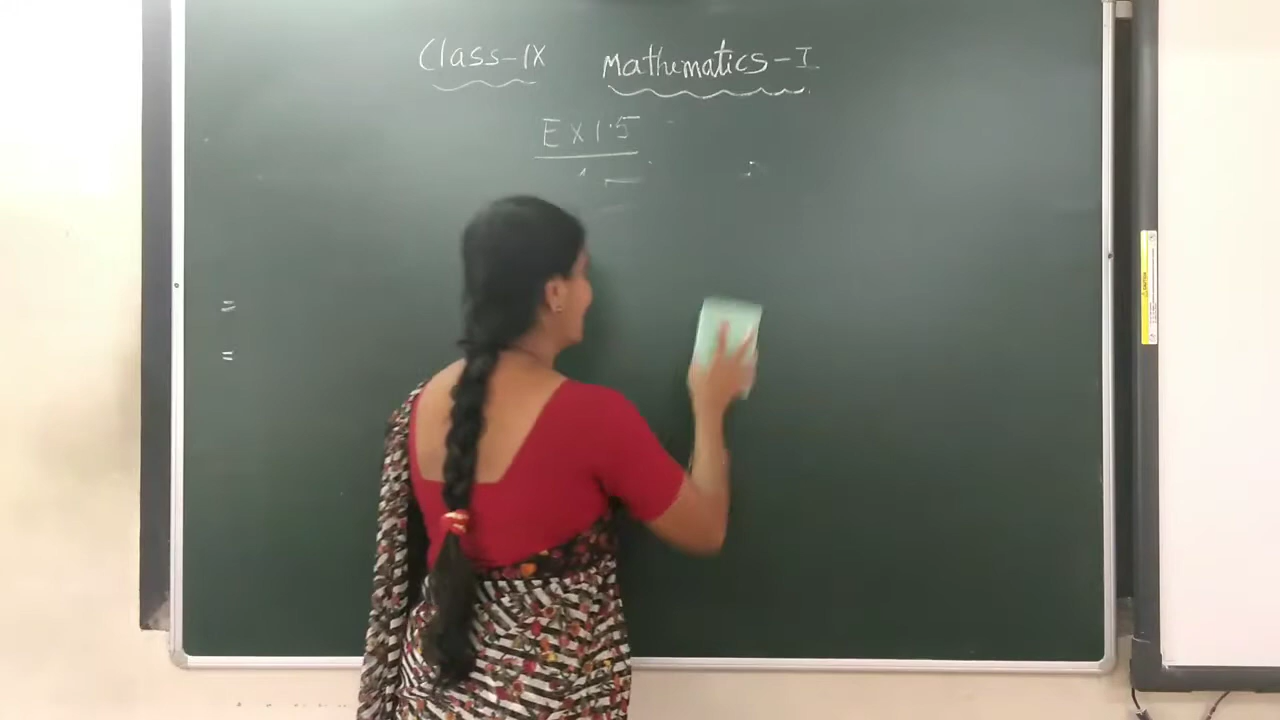 Class-IX Mathematics-I
Ex 1.5
=
=